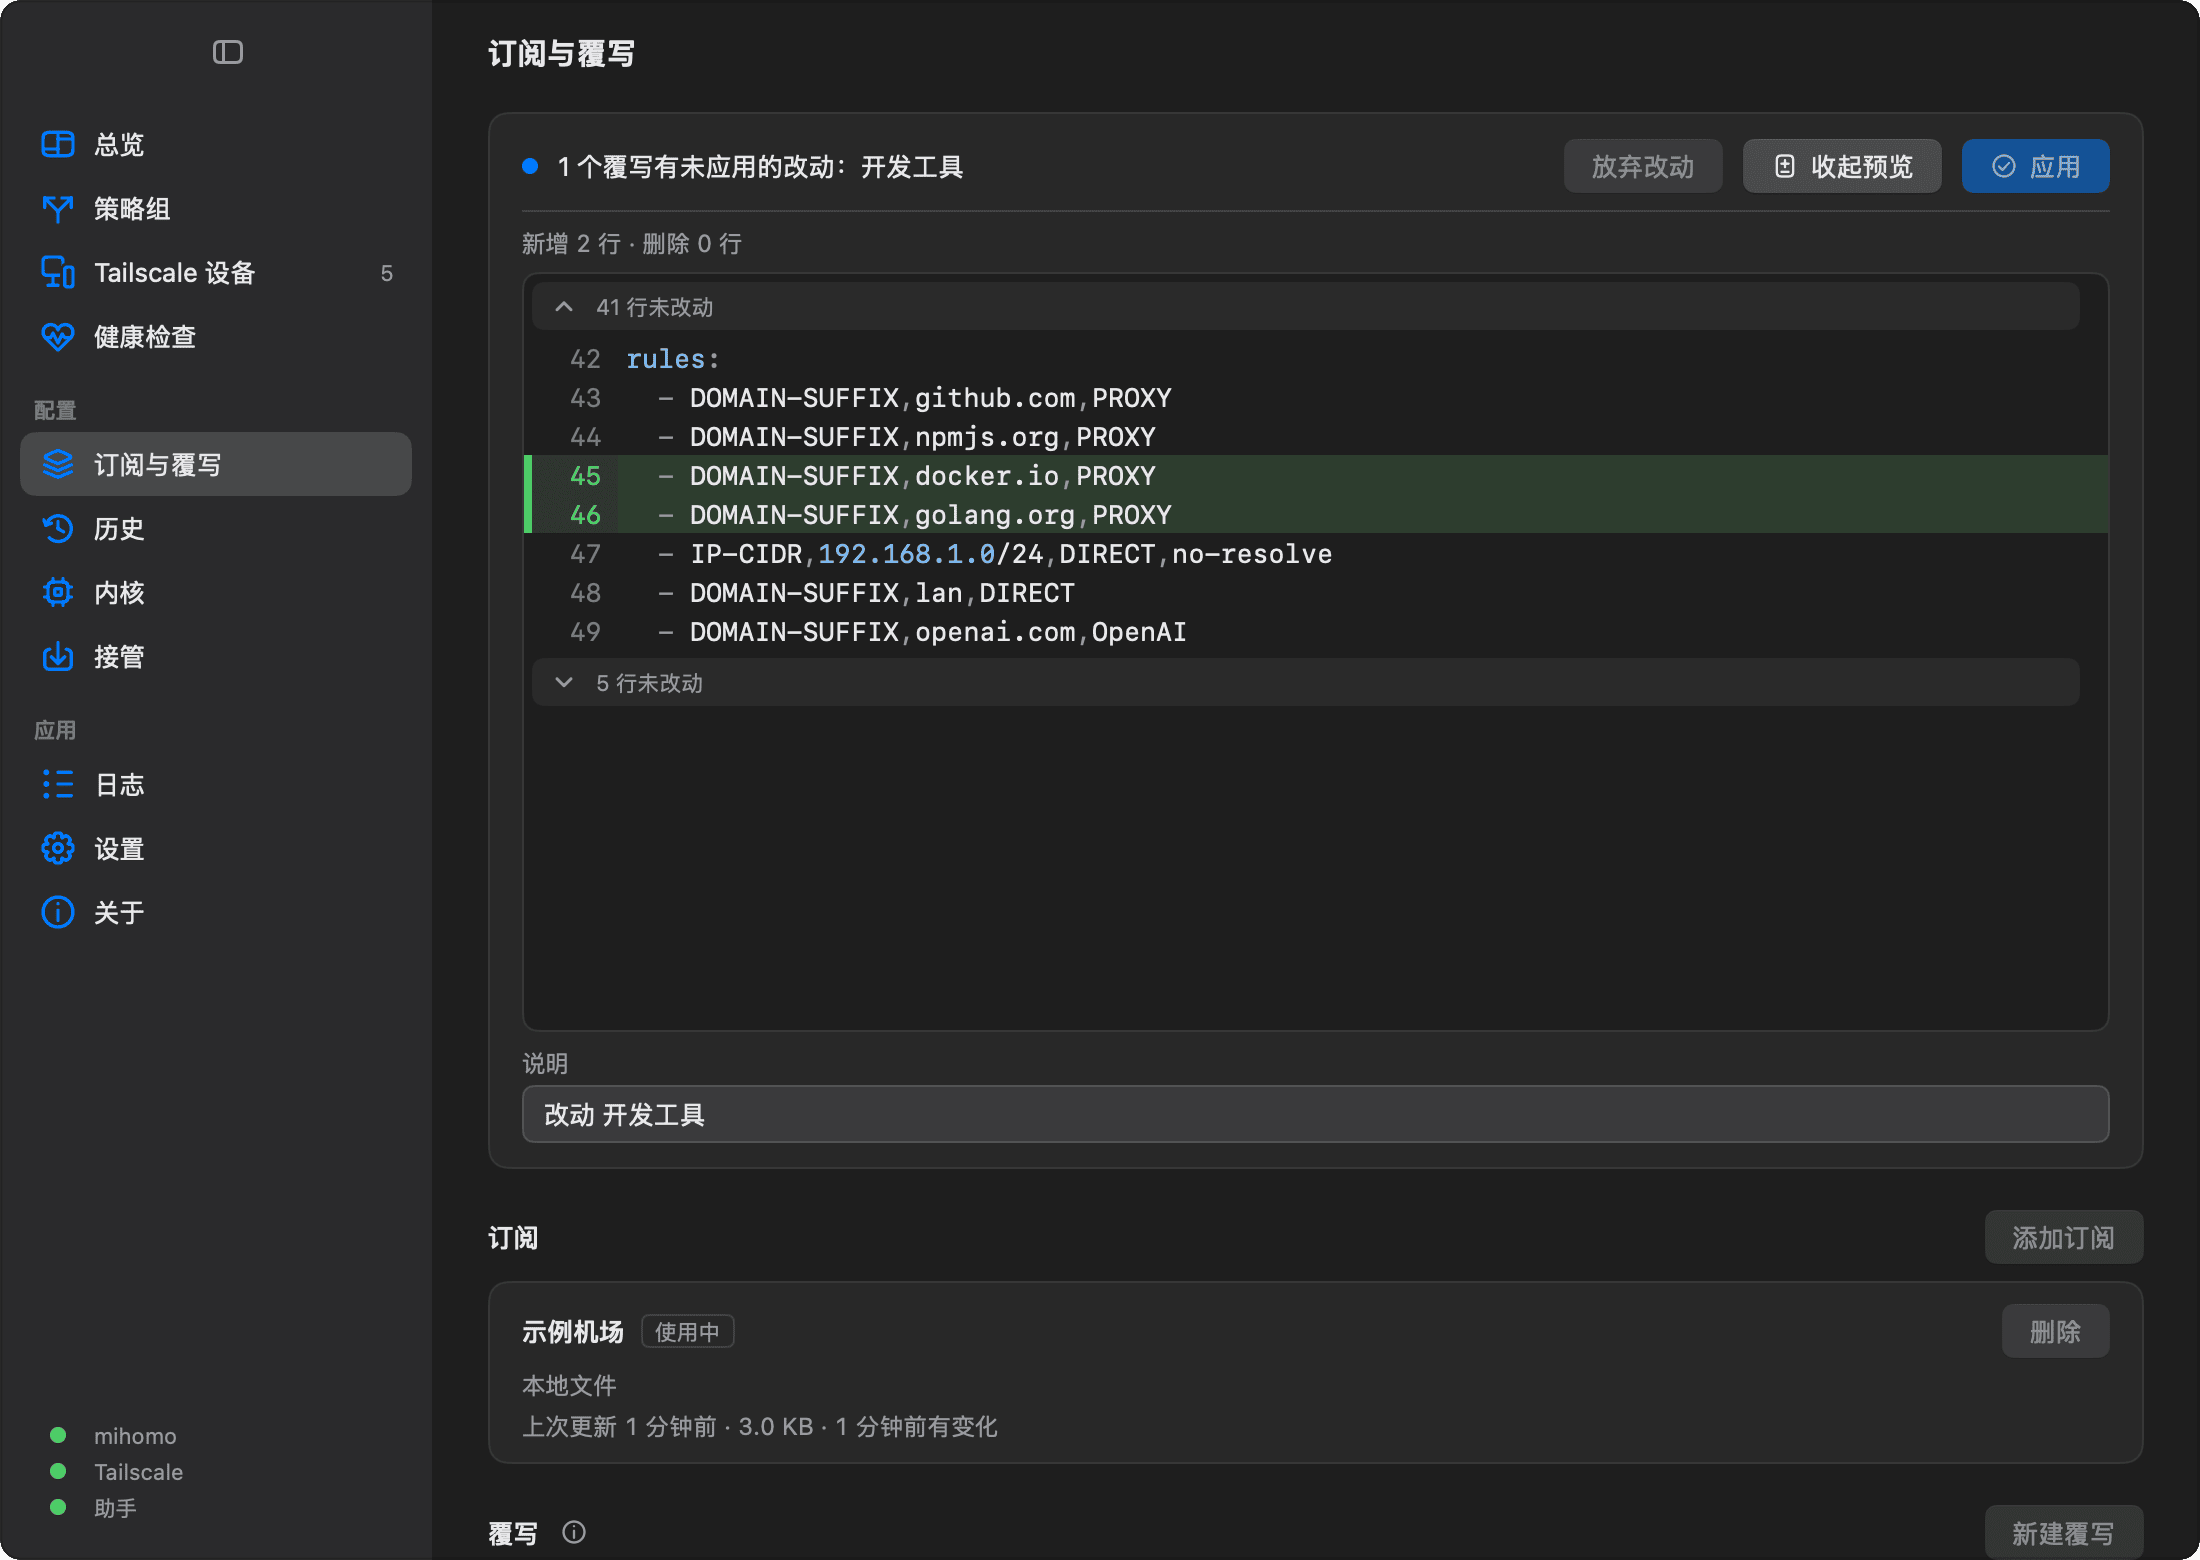 总览
策略组
Tailscale 设备 5
健康检查
配置
订阅与覆写
历史
内核
接管
应用
日志
设置
关于
mihomo
Tailscale
助手
订阅与覆写
1 个覆写有未应用的改动：开发工具
放弃改动
收起预览
应用
新增 2 行 · 删除 0 行
41 行未改动
42 rules:
43 - DOMAIN-SUFFIX,github.com,PROXY
44 - DOMAIN-SUFFIX,npmjs.org,PROXY
45 - DOMAIN-SUFFIX,docker.io,PROXY
46 - DOMAIN-SUFFIX,golang.org,PROXY
47 - IP-CIDR,192.168.1.0/24,DIRECT,no-resolve
48 - DOMAIN-SUFFIX,lan,DIRECT
49 - DOMAIN-SUFFIX,openai.com,OpenAI
5 行未改动
说明
改动 开发工具
订阅
添加订阅
示例机场 使用中
删除
本地文件
上次更新 1 分钟前 · 3.0 KB · 1 分钟前有变化
覆写
新建覆写